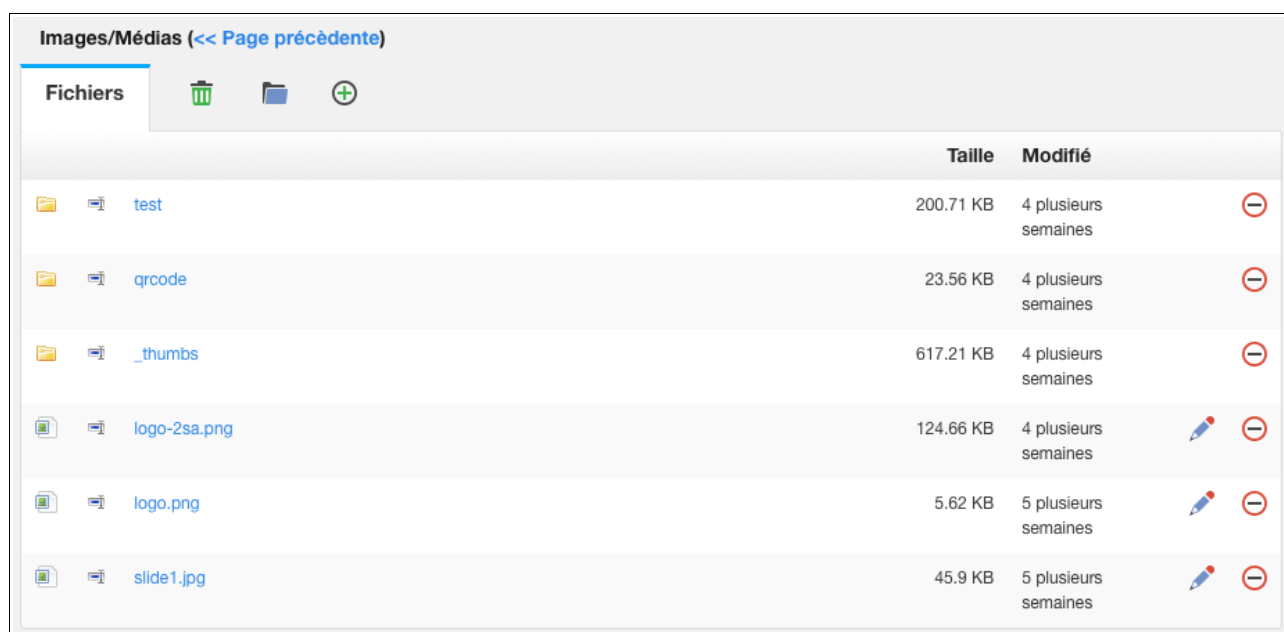 Images/Médias (<< Page précèdente)
Fichiers
Taille Modifié
test 200.71 KB 4 plusieurs
semaines
qrcode 23.56 KB 4 plusieurs
semaines
_thumbs 617.21 KB 4 plusieurs
semaines
logo-2sa.png 124.66 KB 4 plusieurs
semaines
logo.png 5.62 KB 5 plusieurs
semaines
slide1.jpg 45.9 KB 5 plusieurs
semaines